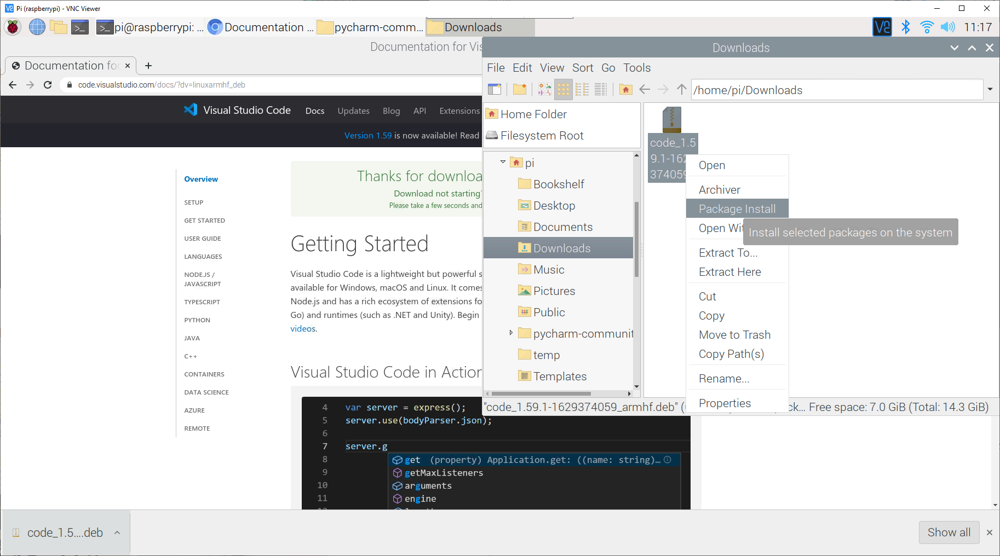 Pi (raspberrypi) - VNC Viewer
pi@raspberrypi: ...
Documentation ...
pycharm-comm...
Downloads
11:17
Documentation for Vis
Documentation for
code.visualstudio.com/docs/?dv=linuxarmhf_deb
Visual Studio Code
Docs
Updates
Blog
API
Extensions
Version 1.59 is now available! Read
Overview
SETUP
GET STARTED
USER GUIDE
LANGUAGES
NODE.JS /
JAVASCRIPT
TYPESCRIPT
PYTHON
JAVA
C++
CONTAINERS
DATA SCIENCE
AZURE
REMOTE
Thanks for downloa
Download not starting?
Please take a few seconds and
Getting Started
Visual Studio Code is a lightweight but powerful s
available for Windows, macOS and Linux. It comes
Node.js and has a rich ecosystem of extensions fo
Go) and runtimes (such as .NET and Unity). Begin
videos.
Visual Studio Code in Action
4 var server = express();
5 server.use(bodyParser.json);
6
7 server.g
8 get (property) Application.get: ((name: string)...
9 getMaxListeners
10 arguments
11 engine
Downloads
File Edit View Sort Go Tools
/home/pi/Downloads
Home Folder
Filesystem Root
pi
Bookshelf
Desktop
Documents
Downloads
Music
Pictures
Public
pycharm-communit
temp
Templates
code_1.5
9.1-162
374059
Open
Archiver
Package Install
Open Wit
Install selected packages on the system
Extract To...
Extract Here
Cut
Copy
Move to Trash
Copy Path(s)
Rename...
Properties
"code_1.59.1-1629374059_armhf.deb" (
ck... Free space: 7.0 GiB (Total: 14.3 GiB)
code_1.5....deb
Show all